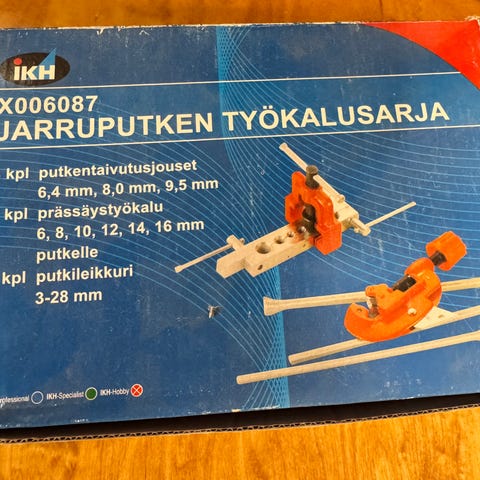 IKH
X006087
JARRUPUTKEN TYÖKALUSARJA
kpl putkentaivutusjouset
6,4 mm, 8,0 mm, 9,5 mm
kpl prässäystyökalu
6, 8, 10, 12, 14, 16 mm
putkelle
kpl putkileikkuri
3-28 mm
IKH-Specialist IKH-Hobby